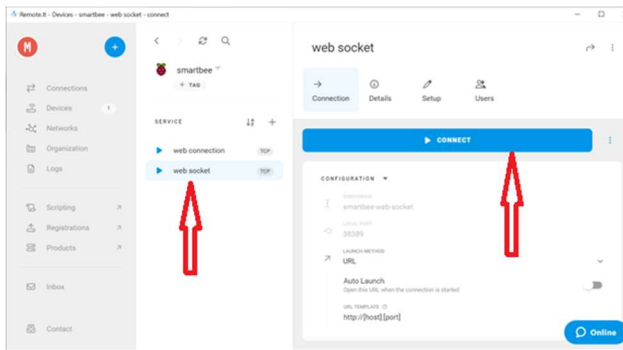 Remote.It - Devices - smartbee - web socket - connect
M
Connections
Devices 1
Networks
Organization
Logs
Scripting
Registrations
Products
Inbox
Contact
smartbee
+ TAG
SERVICE
web connection TCP
web socket TCP
web socket
Connection Details Setup Users
CONNECT
CONFIGURATION
smartbee-web-socket
LOCAL PORT
38399
LAUNCH METHOD
URL
Auto Launch
Open this URL when the connection is started
URL TEMPLATE
http://[host]:[port]
Online